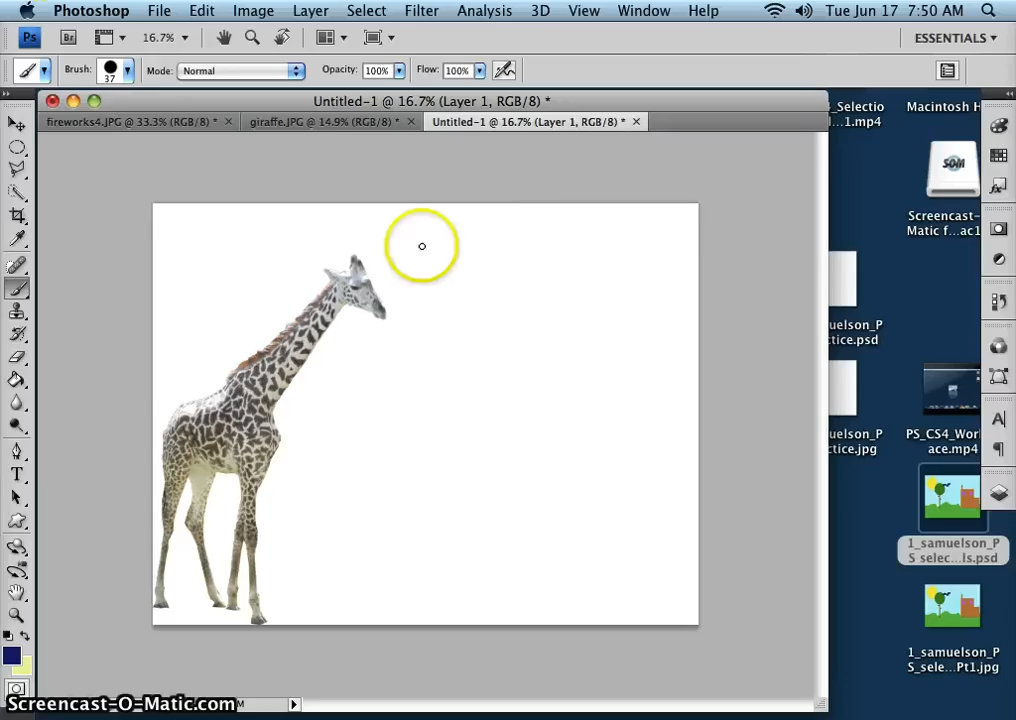 Photoshop File Edit Image Layer Select Filter Analysis 3D View Window Help Tue Jun 17 7:50 AM
Ps Br 16.7% ESSENTIALS
Brush: 37 Mode: Normal Opacity: 100% Flow: 100%
Untitled-1 @ 16.7% (Layer 1, RGB/8) *
fireworks4.JPG @ 33.3% (RGB/8) * giraffe.JPG @ 14.9% (RGB/8) * Untitled-1 @ 16.7% (Layer 1, RGB/8) *
4_Selectio
1.mp4
Macintosh H
SOM
Screencast-
Matic f...ac1
uelson_P
tice.psd
uelson_P
tice.jpg
PS_CS4_Wor
ace.mp4
1_samuelson_P
S selec...ls.psd
1_samuelson_P
S_sele...Pt1.jpg
A
T
Screencast-O-Matic.com M